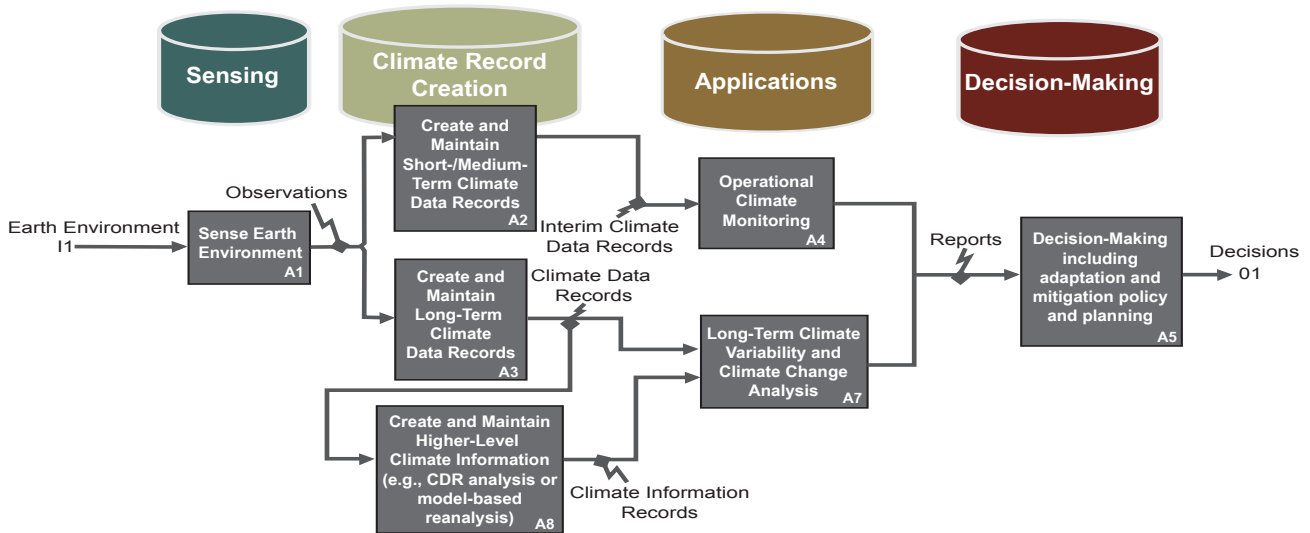 Sensing
Climate Record
Creation
Applications
Decision-Making
Create and
Maintain
Short-/Medium-
Term Climate
Data Records
A2
Observations
Earth Environment
I1
Sense Earth
Environment
A1
Interim Climate
Data Records
Operational
Climate
Monitoring
A4
Reports
Decision-Making
including
adaptation and
mitigation policy
and planning
A5
Decisions
01
Create and
Maintain
Long-Term
Climate
Data Records
A3
Climate Data
Records
Long-Term Climate
Variability and
Climate Change
Analysis
A7
Create and Maintain
Higher-Level
Climate Information
(e.g., CDR analysis or
model-based
reanalysis)
A8
Climate Information
Records